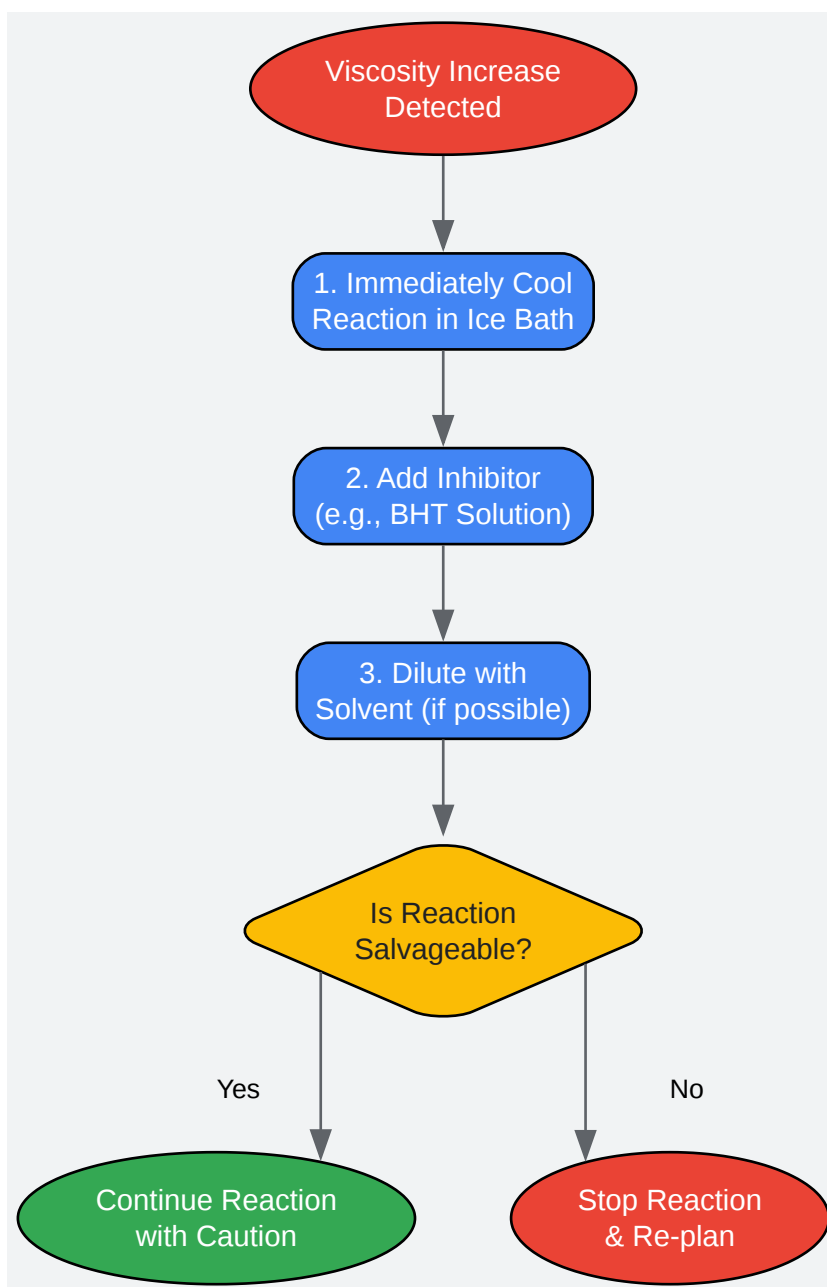 Viscosity Increase
Detected
1. Immediately Cool
Reaction in Ice Bath
2. Add Inhibitor
(e.g., BHT Solution)
3. Dilute with
Solvent (if possible)
Is Reaction
Salvageable?
Yes
No
Continue Reaction
with Caution
Stop Reaction
& Re-plan